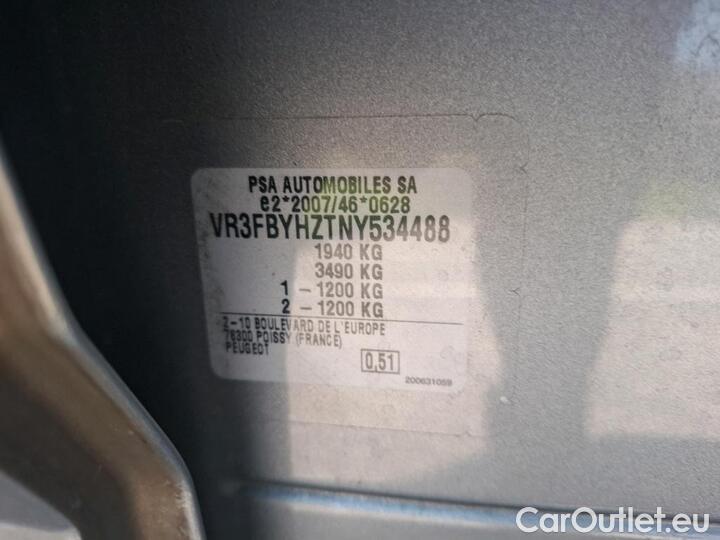 PSA AUTOMOBILES SA
e2*2007/46*0628
VR3FBYHZTNY534488
1940 KG
3490 KG
1 – 1200 KG
2 – 1200 KG
2-10 BOULEVARD DE L'EUROPE
78300 POISSY (FRANCE)
PEUGEOT
0,51
200631059
CarOutlet.eu